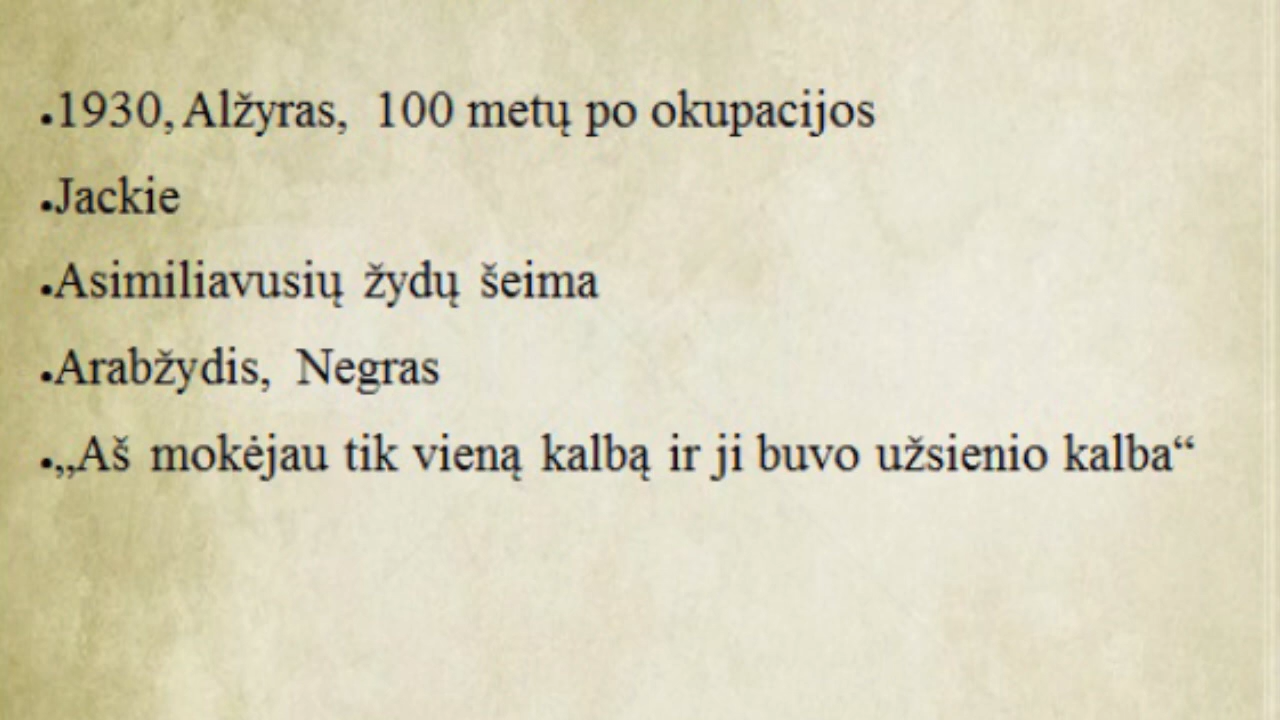 •1930, Alžyras, 100 metų po okupacijos
•Jackie
•Asimiliavusių žydų šeima
•Arabžydis, Negras
•„Aš mokėjau tik vieną kalbą ir ji buvo užsienio kalba“